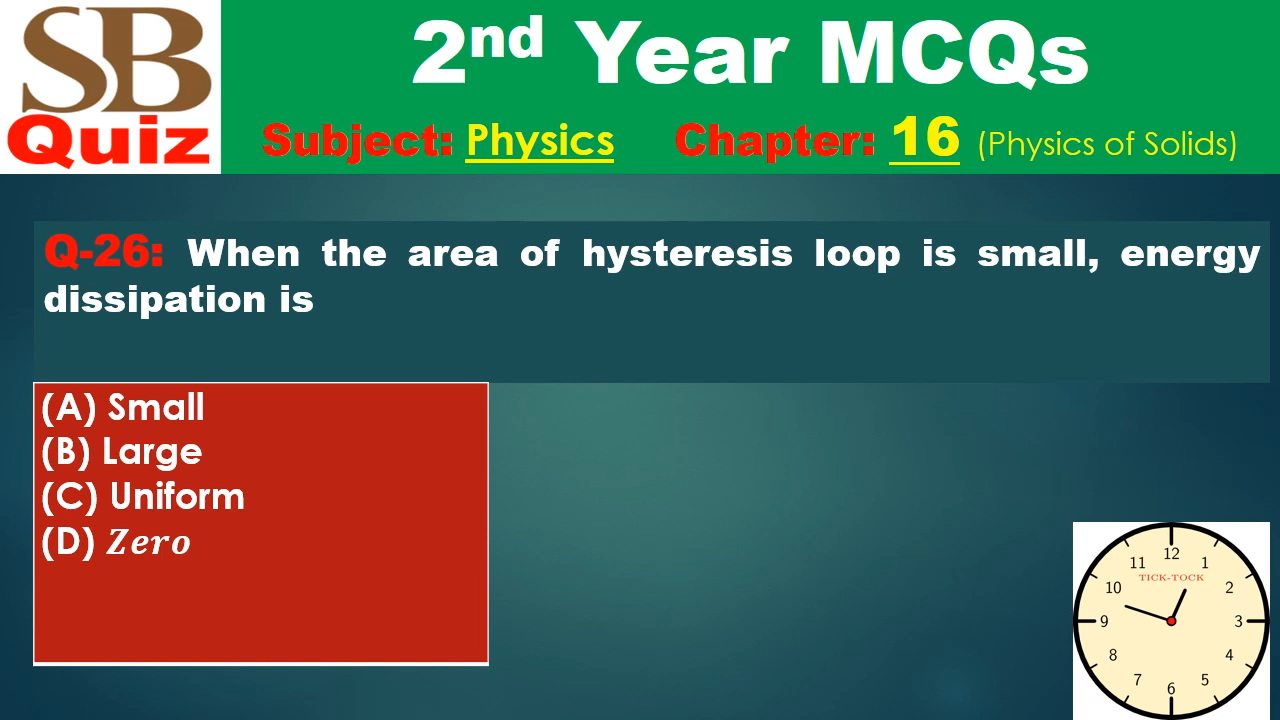 SB
Quiz
2nd Year MCQs
Subject: Physics Chapter: 16 (Physics of Solids)
Q-26: When the area of hysteresis loop is small, energy
dissipation is
(A) Small
(B) Large
(C) Uniform
(D) Zero
12
11 1
TICK-TOCK
10 2
9 3
8 4
7 5
6